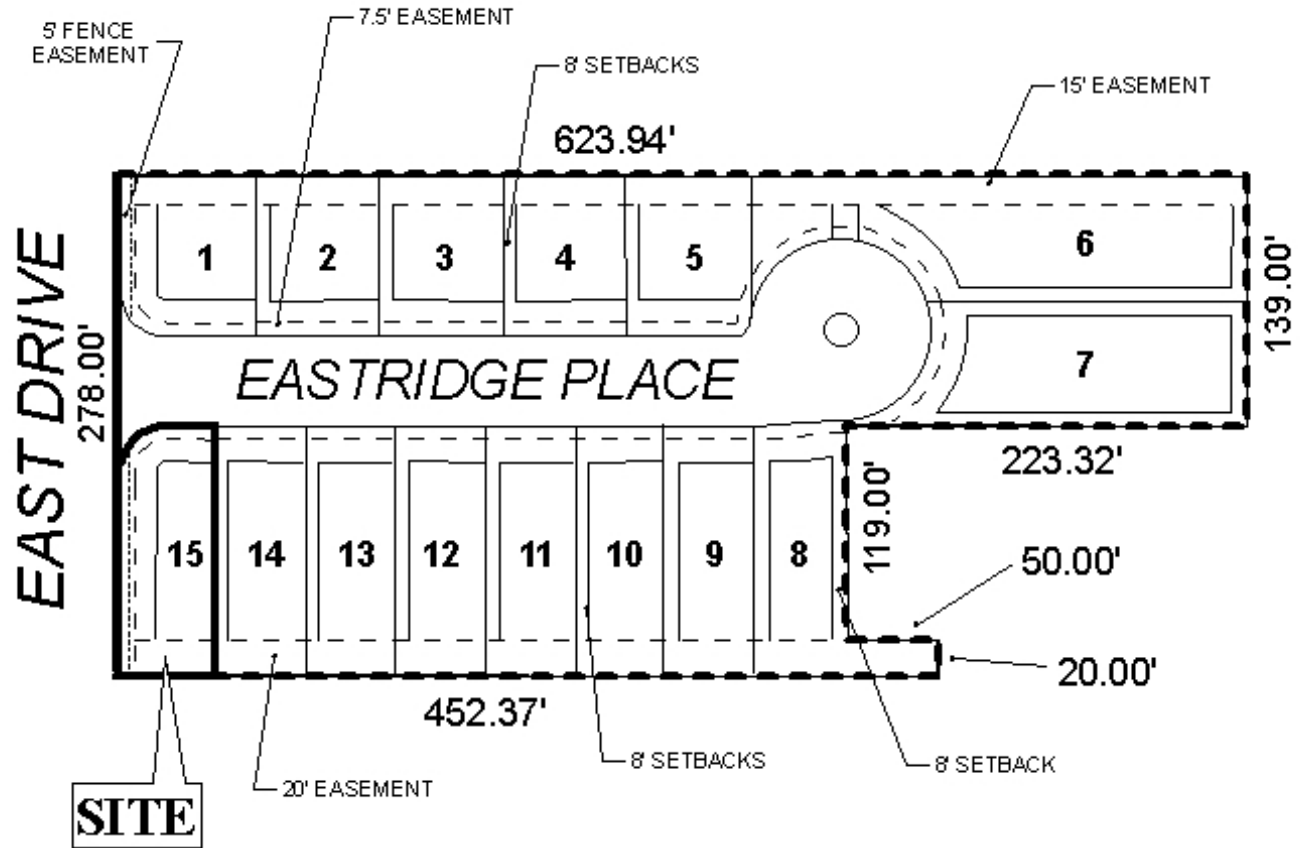 5' FENCE
EASEMENT
7.5' EASEMENT
8' SETBACKS
15' EASEMENT
623.94'
EAST DRIVE
278.00'
1
2
3
4
5
6
139.00'
7
EASTRIDGE PLACE
223.32'
15
14
13
12
11
10
9
8
119.00'
50.00'
20.00'
452.37'
8' SETBACKS
8' SETBACK
20' EASEMENT
SITE